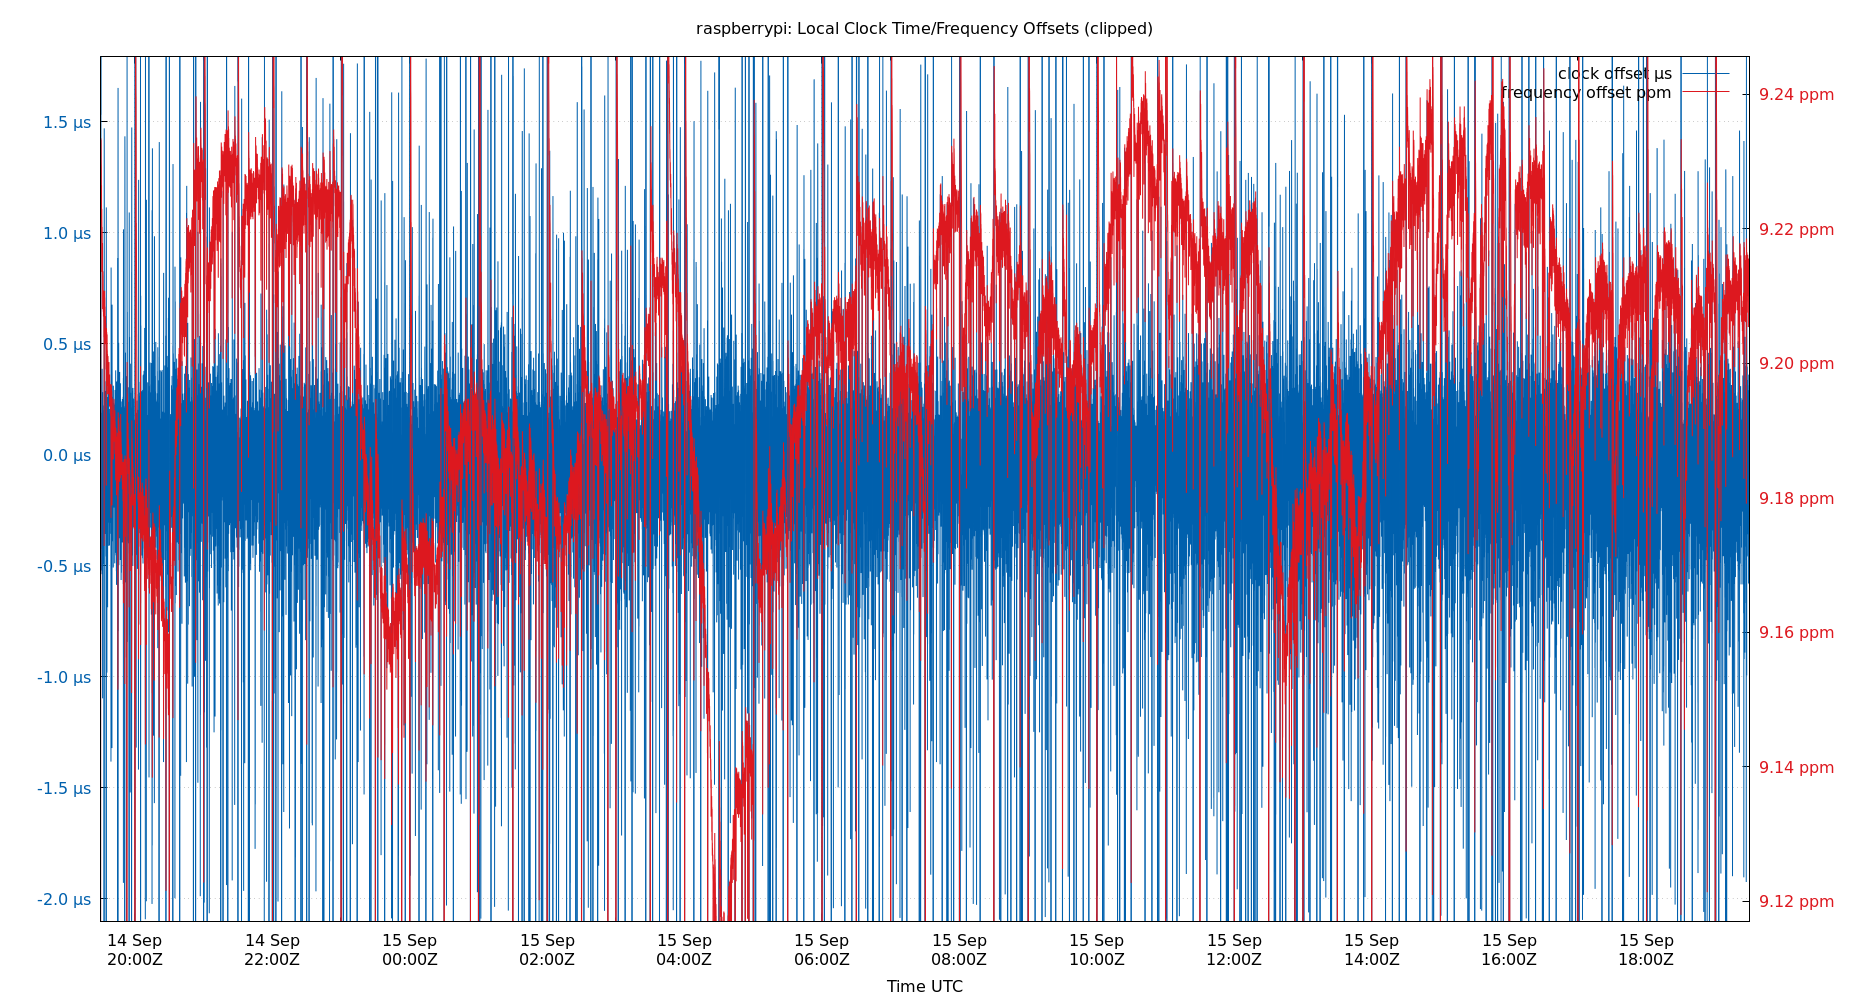 raspberrypi: Local Clock Time/Frequency Offsets (clipped)
clock offset µs
frequency offset ppm
1.5 µs
1.0 µs
0.5 µs
0.0 µs
-0.5 µs
-1.0 µs
-1.5 µs
-2.0 µs
9.24 ppm
9.22 ppm
9.20 ppm
9.18 ppm
9.16 ppm
9.14 ppm
9.12 ppm
14 Sep 14 Sep 15 Sep 15 Sep 15 Sep 15 Sep 15 Sep 15 Sep 15 Sep 15 Sep 15 Sep 15 Sep
20:00Z 22:00Z 00:00Z 02:00Z 04:00Z 06:00Z 08:00Z 10:00Z 12:00Z 14:00Z 16:00Z 18:00Z
Time UTC